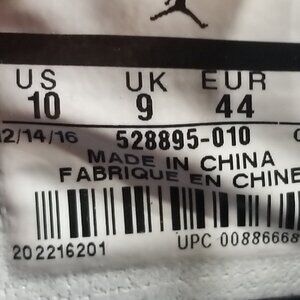 US UK EUR
10 9 44
12/14/16 528895-010
MADE IN CHINA
FABRIQUE EN CHINE
202216201 UPC 00886668